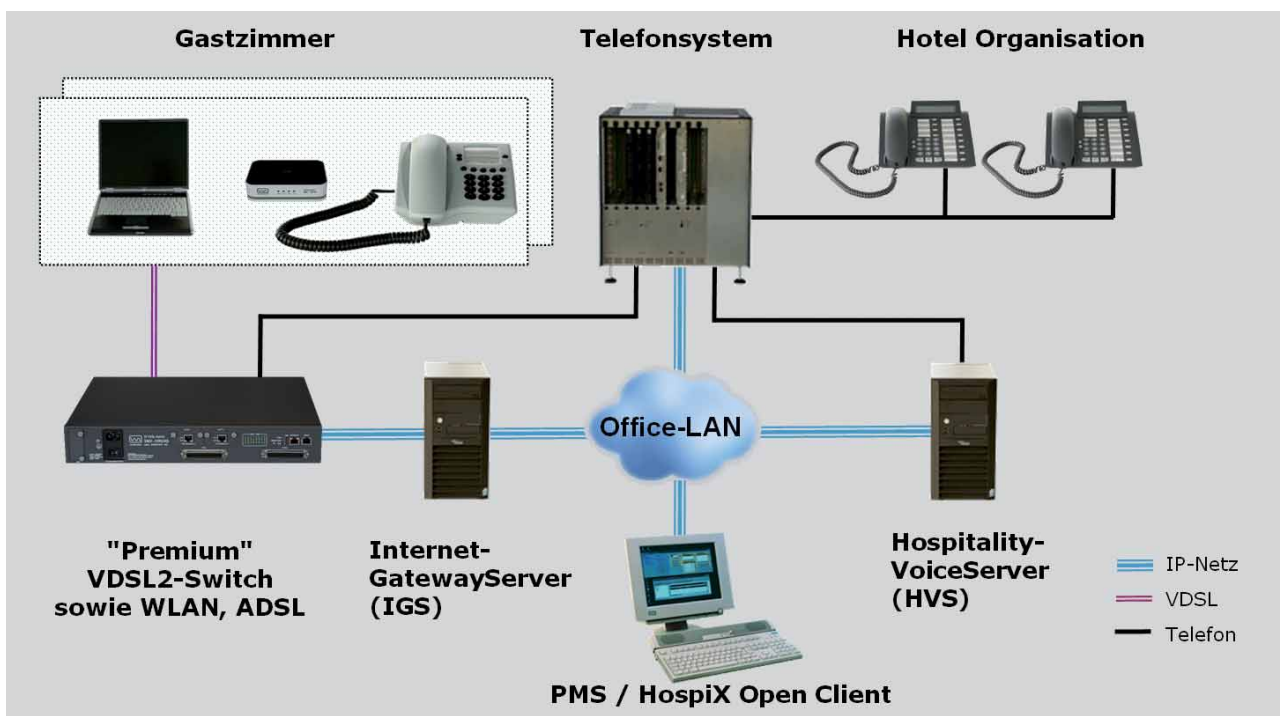 Gastzimmer
Telefonsystem
Hotel Organisation
Office-LAN
"Premium"
VDSL2-Switch
sowie WLAN, ADSL
Internet-
GatewayServer
(IGS)
Hospitality-
VoiceServer
(HVS)
IP-Netz
VDSL
Telefon
PMS / HospiX Open Client